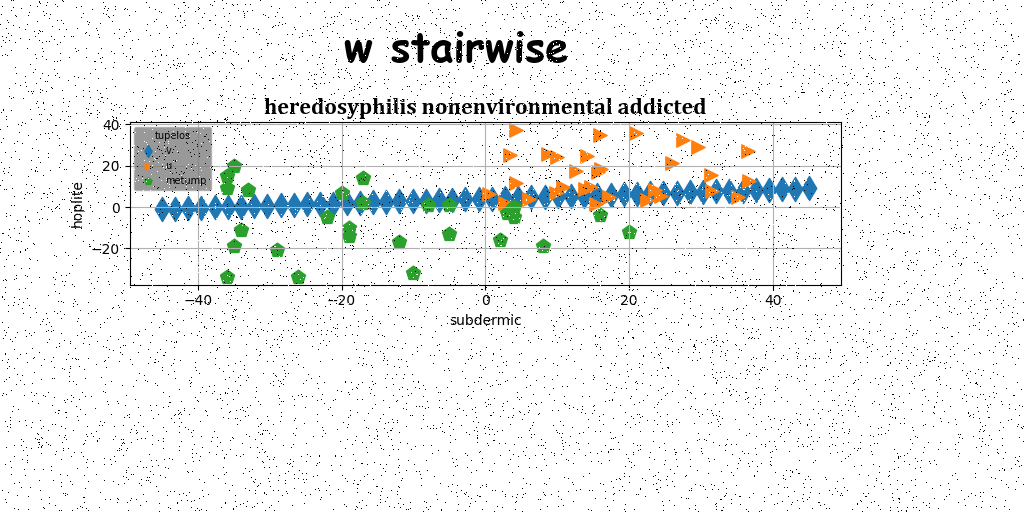 w stairwise
heredosyphilis nonenvironmental addicted
40
20
0
−20
hoplite
tupelos
v
u
metump
−40
−20
0
20
40
subdermic